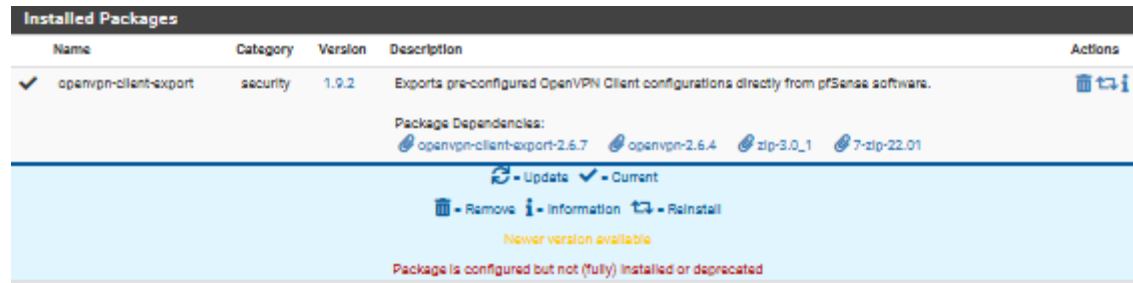 Installed Packages
Name Category Version Description Actions
openvpn-client-export security 1.9.2 Exports pre-configured OpenVPN Client configurations directly from pfSense software.
Package Dependencies:
openvpn-client-export-2.6.7 openvpn-2.6.4 zip-3.0_1 7-zip-22.01
= Update = Current
= Remove = Information = Reinstall
Newer version available
Package is configured but not (fully) installed or deprecated